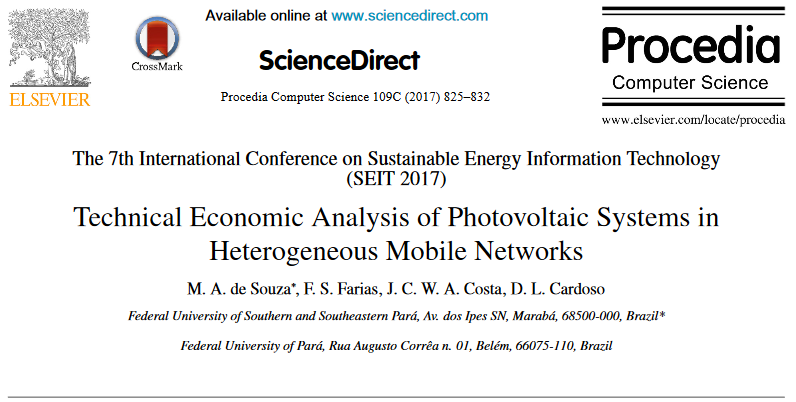 Available online at www.sciencedirect.com
ELSEVIER
CrossMark
ScienceDirect
Procedia Computer Science 109C (2017) 825–832
Procedia
Computer Science
www.elsevier.com/locate/procedia
The 7th International Conference on Sustainable Energy Information Technology
(SEIT 2017)
Technical Economic Analysis of Photovoltaic Systems in
Heterogeneous Mobile Networks
M. A. de Souza*, F. S. Farias, J. C. W. A. Costa, D. L. Cardoso
Federal University of Southern and Southeastern Pará, Av. dos Ipes SN, Marabá, 68500-000, Brazil*
Federal University of Pará, Rua Augusto Corrêa n. 01, Belém, 66075-110, Brazil